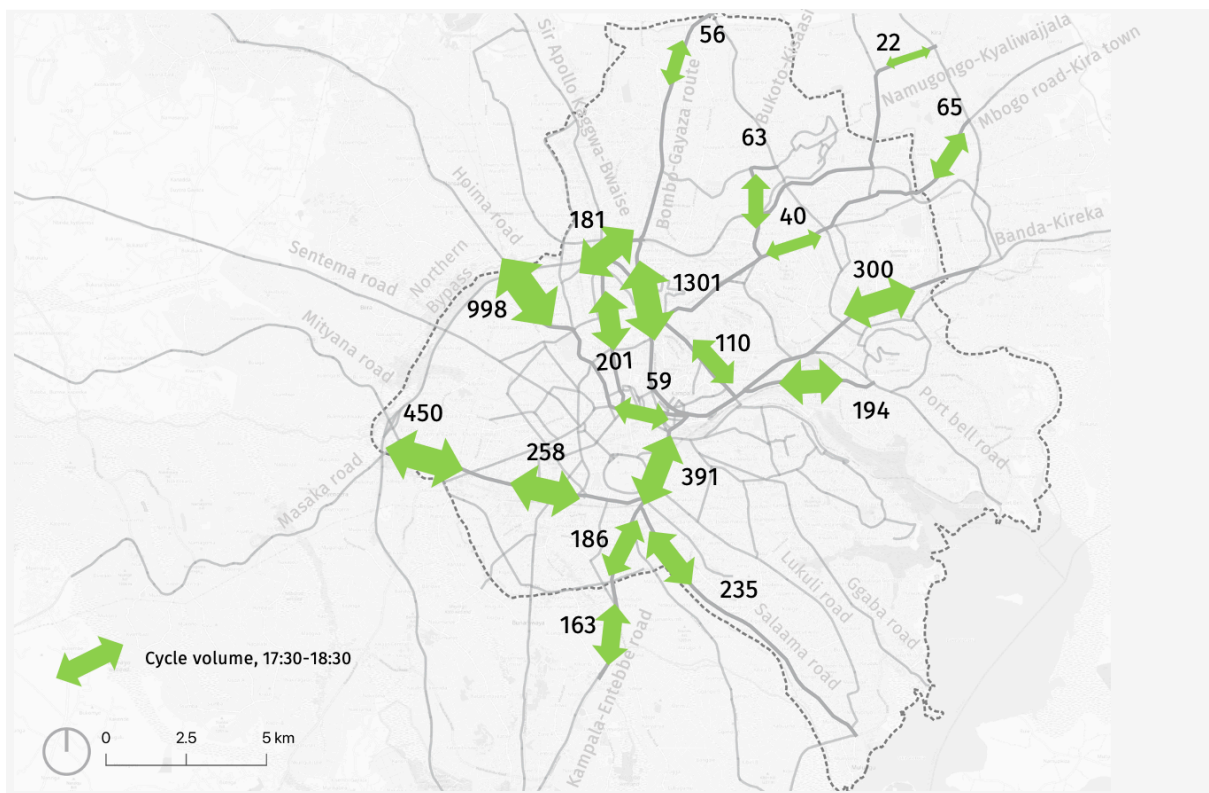 56
22
Sir Apollo Kaggwa-Bwaise
Bombo-Gayaza route
Bukoto-Kisaasi
Namugongo-Kyaliwajjala
Mbogo road-Kira town
65
63
Hoima road
181
40
Banda-Kireka
Sentema road
Northern
Bypass
300
1301
998
Mityana road
110
201
59
450
194
Port bell road
258
391
Masaka road
186
235
Lukuli road
Ggaba road
Salaama road
163
Kampala-Entebbe road
Cycle volume, 17:30-18:30
0
2.5
5 km